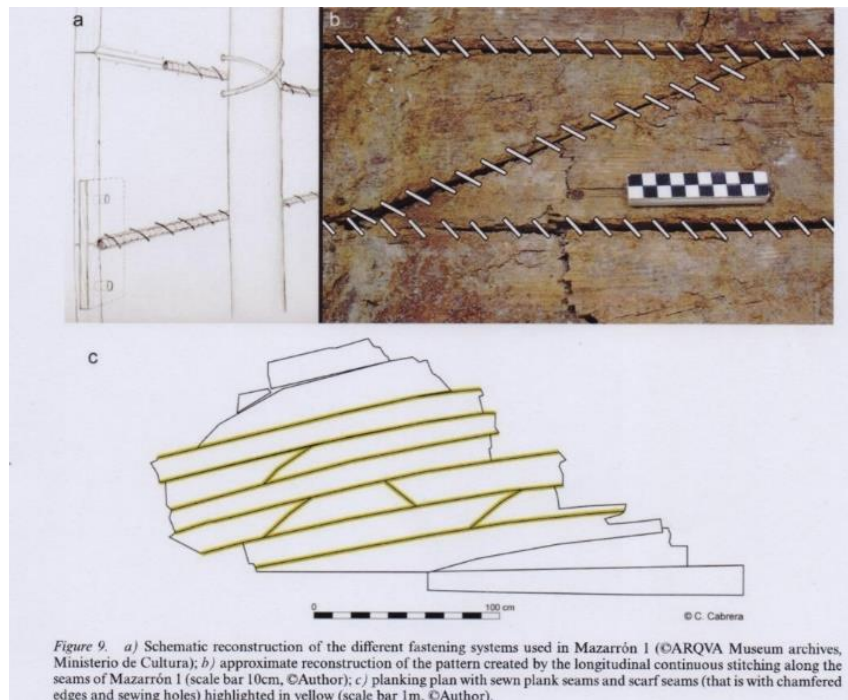 a
b
c
0 100 cm
© C. Cabrera
Figure 9. a) Schematic reconstruction of the different fastening systems used in Mazarrón 1 (©ARQVA Museum archives,
Ministerio de Cultura); b) approximate reconstruction of the pattern created by the longitudinal continuous stitching along the
seams of Mazarrón 1 (scale bar 10cm, ©Author); c) planking plan with sewn plank seams and scarf seams (that is with chamfered
edges and sewing holes) highlighted in yellow (scale bar 1m, ©Author).